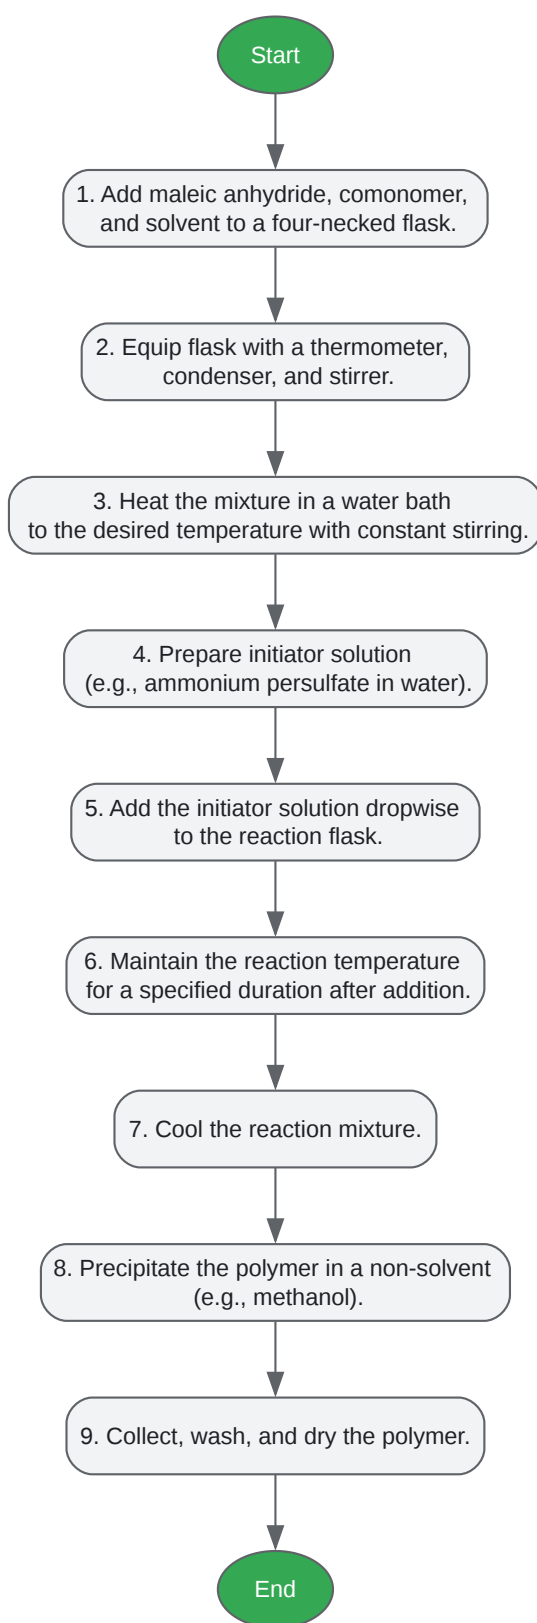 Start
1. Add maleic anhydride, comonomer,
and solvent to a four-necked flask.
2. Equip flask with a thermometer,
condenser, and stirrer.
3. Heat the mixture in a water bath
to the desired temperature with constant stirring.
4. Prepare initiator solution
(e.g., ammonium persulfate in water).
5. Add the initiator solution dropwise
to the reaction flask.
6. Maintain the reaction temperature
for a specified duration after addition.
7. Cool the reaction mixture.
8. Precipitate the polymer in a non-solvent
(e.g., methanol).
9. Collect, wash, and dry the polymer.
End